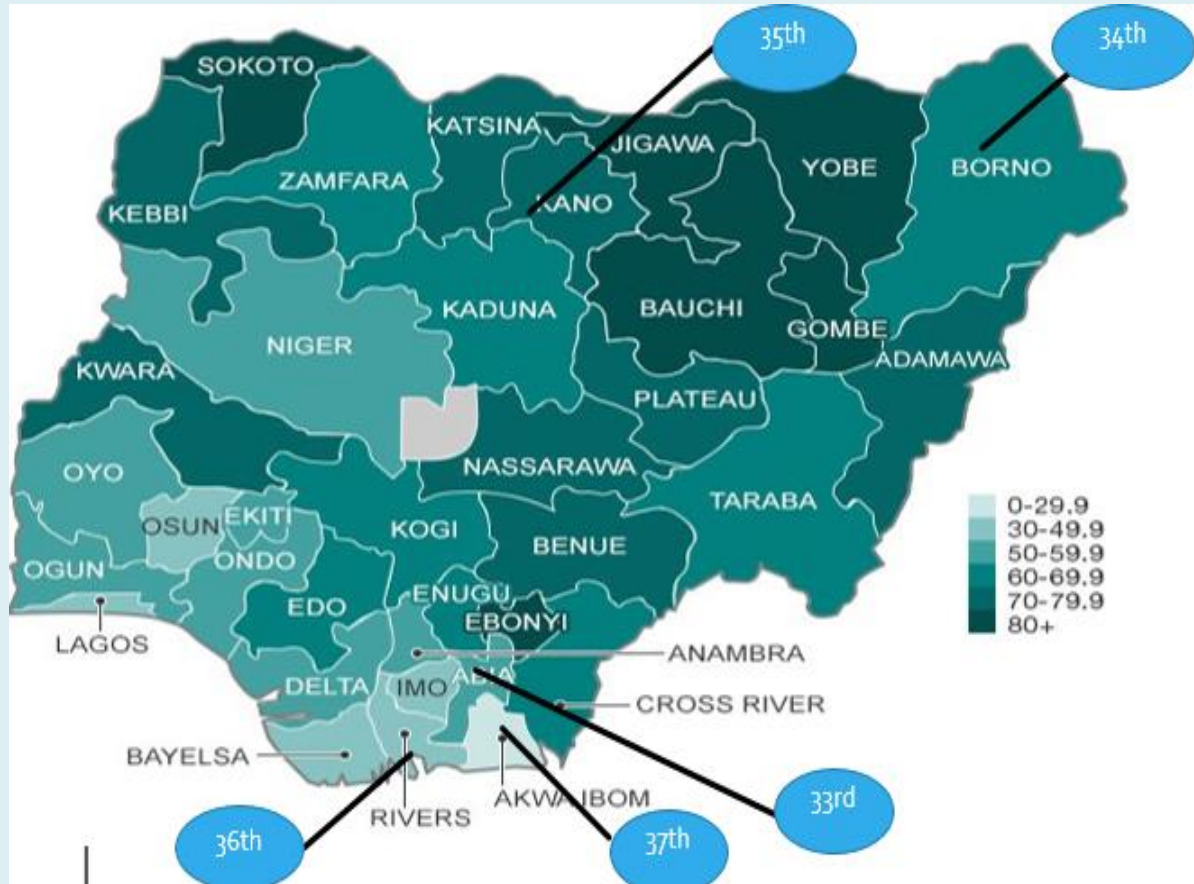 35th
34th
SOKOTO
KATSINA
JIGAWA
YOBE
BORNO
ZAMFARA
KANO
KEBBI
KADUNA
BAUCHI
GOMBE
NIGER
ADAMAWA
KWARA
PLATEAU
NASSARAWA
OYO
TARABA
0-29.9
30-49.9
50-59.9
60-69.9
70-79.9
80+
OSUN
EKITI
KOGI
BENUE
OGUN
ONDO
ENUGU
EDO
EBONYI
LAGOS
ANAMBRA
DELTA
IMO
ABIA
CROSS RIVER
BAYELSA
AKWA IBOM
RIVERS
33rd
36th
37th